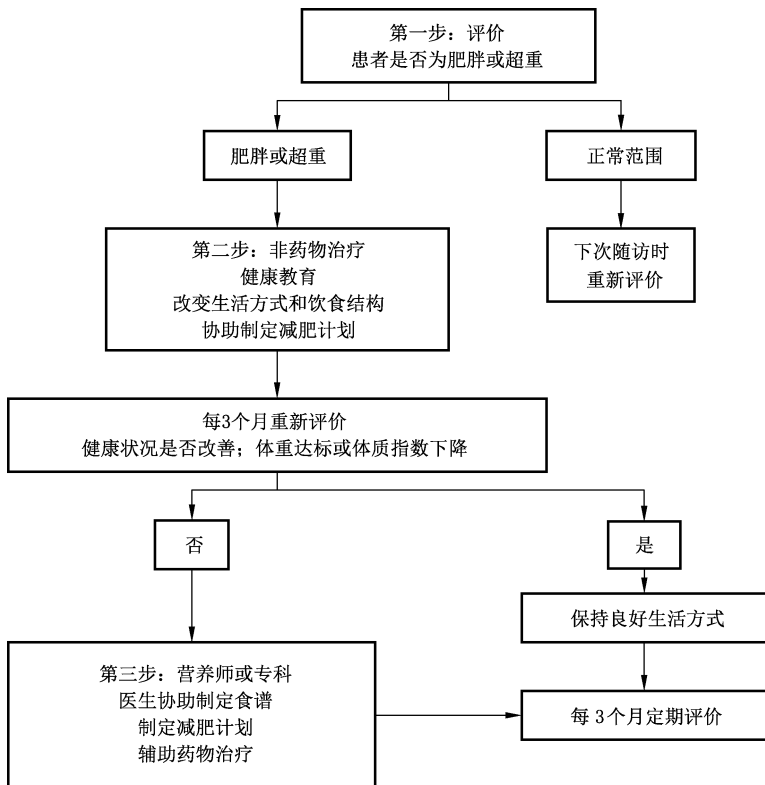 第一步：评价
患者是否为肥胖或超重
肥胖或超重
正常范围
第二步：非药物治疗
健康教育
改变生活方式和饮食结构
协助制定减肥计划
下次随访时
重新评价
每3个月重新评价
健康状况是否改善；体重达标或体质指数下降
否
是
保持良好生活方式
第三步：营养师或专科
医生协助制定食谱
制定减肥计划
辅助药物治疗
每 3 个月定期评价